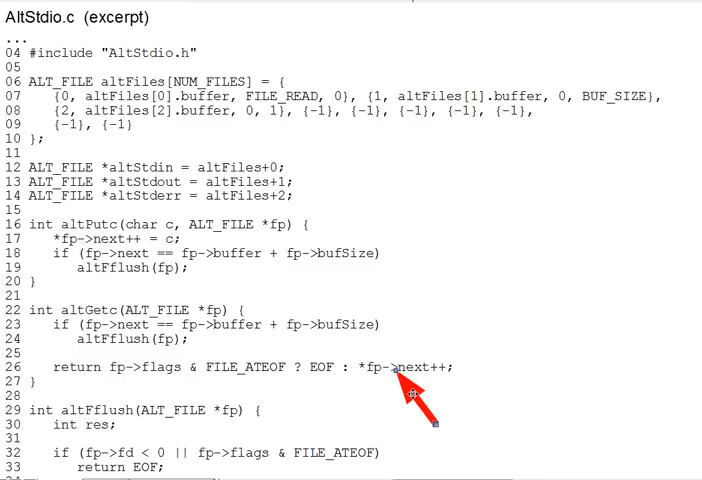 AltStdio.c (excerpt)
...
04 #include "AltStdio.h"
05
06 ALT_FILE altFiles[NUM_FILES] = {
07    {0, altFiles[0].buffer, FILE_READ, 0}, {1, altFiles[1].buffer, 0, BUF_SIZE},
08    {2, altFiles[2].buffer, 0, 1}, {-1}, {-1}, {-1}, {-1}, {-1},
09    {-1}, {-1}
10 };
11
12 ALT_FILE *altStdin = altFiles+0;
13 ALT_FILE *altStdout = altFiles+1;
14 ALT_FILE *altStderr = altFiles+2;
15
16 int altPutc(char c, ALT_FILE *fp) {
17    *fp->next++ = c;
18    if (fp->next == fp->buffer + fp->bufSize)
19       altFflush(fp);
20 }
21
22 int altGetc(ALT_FILE *fp) {
23    if (fp->next == fp->buffer + fp->bufSize)
24       altFflush(fp);
25
26    return fp->flags & FILE_ATEOF ? EOF : *fp->next++;
27 }
28
29 int altFflush(ALT_FILE *fp) {
30    int res;
31
32    if (fp->fd < 0 || fp->flags & FILE_ATEOF)
33       return EOF;